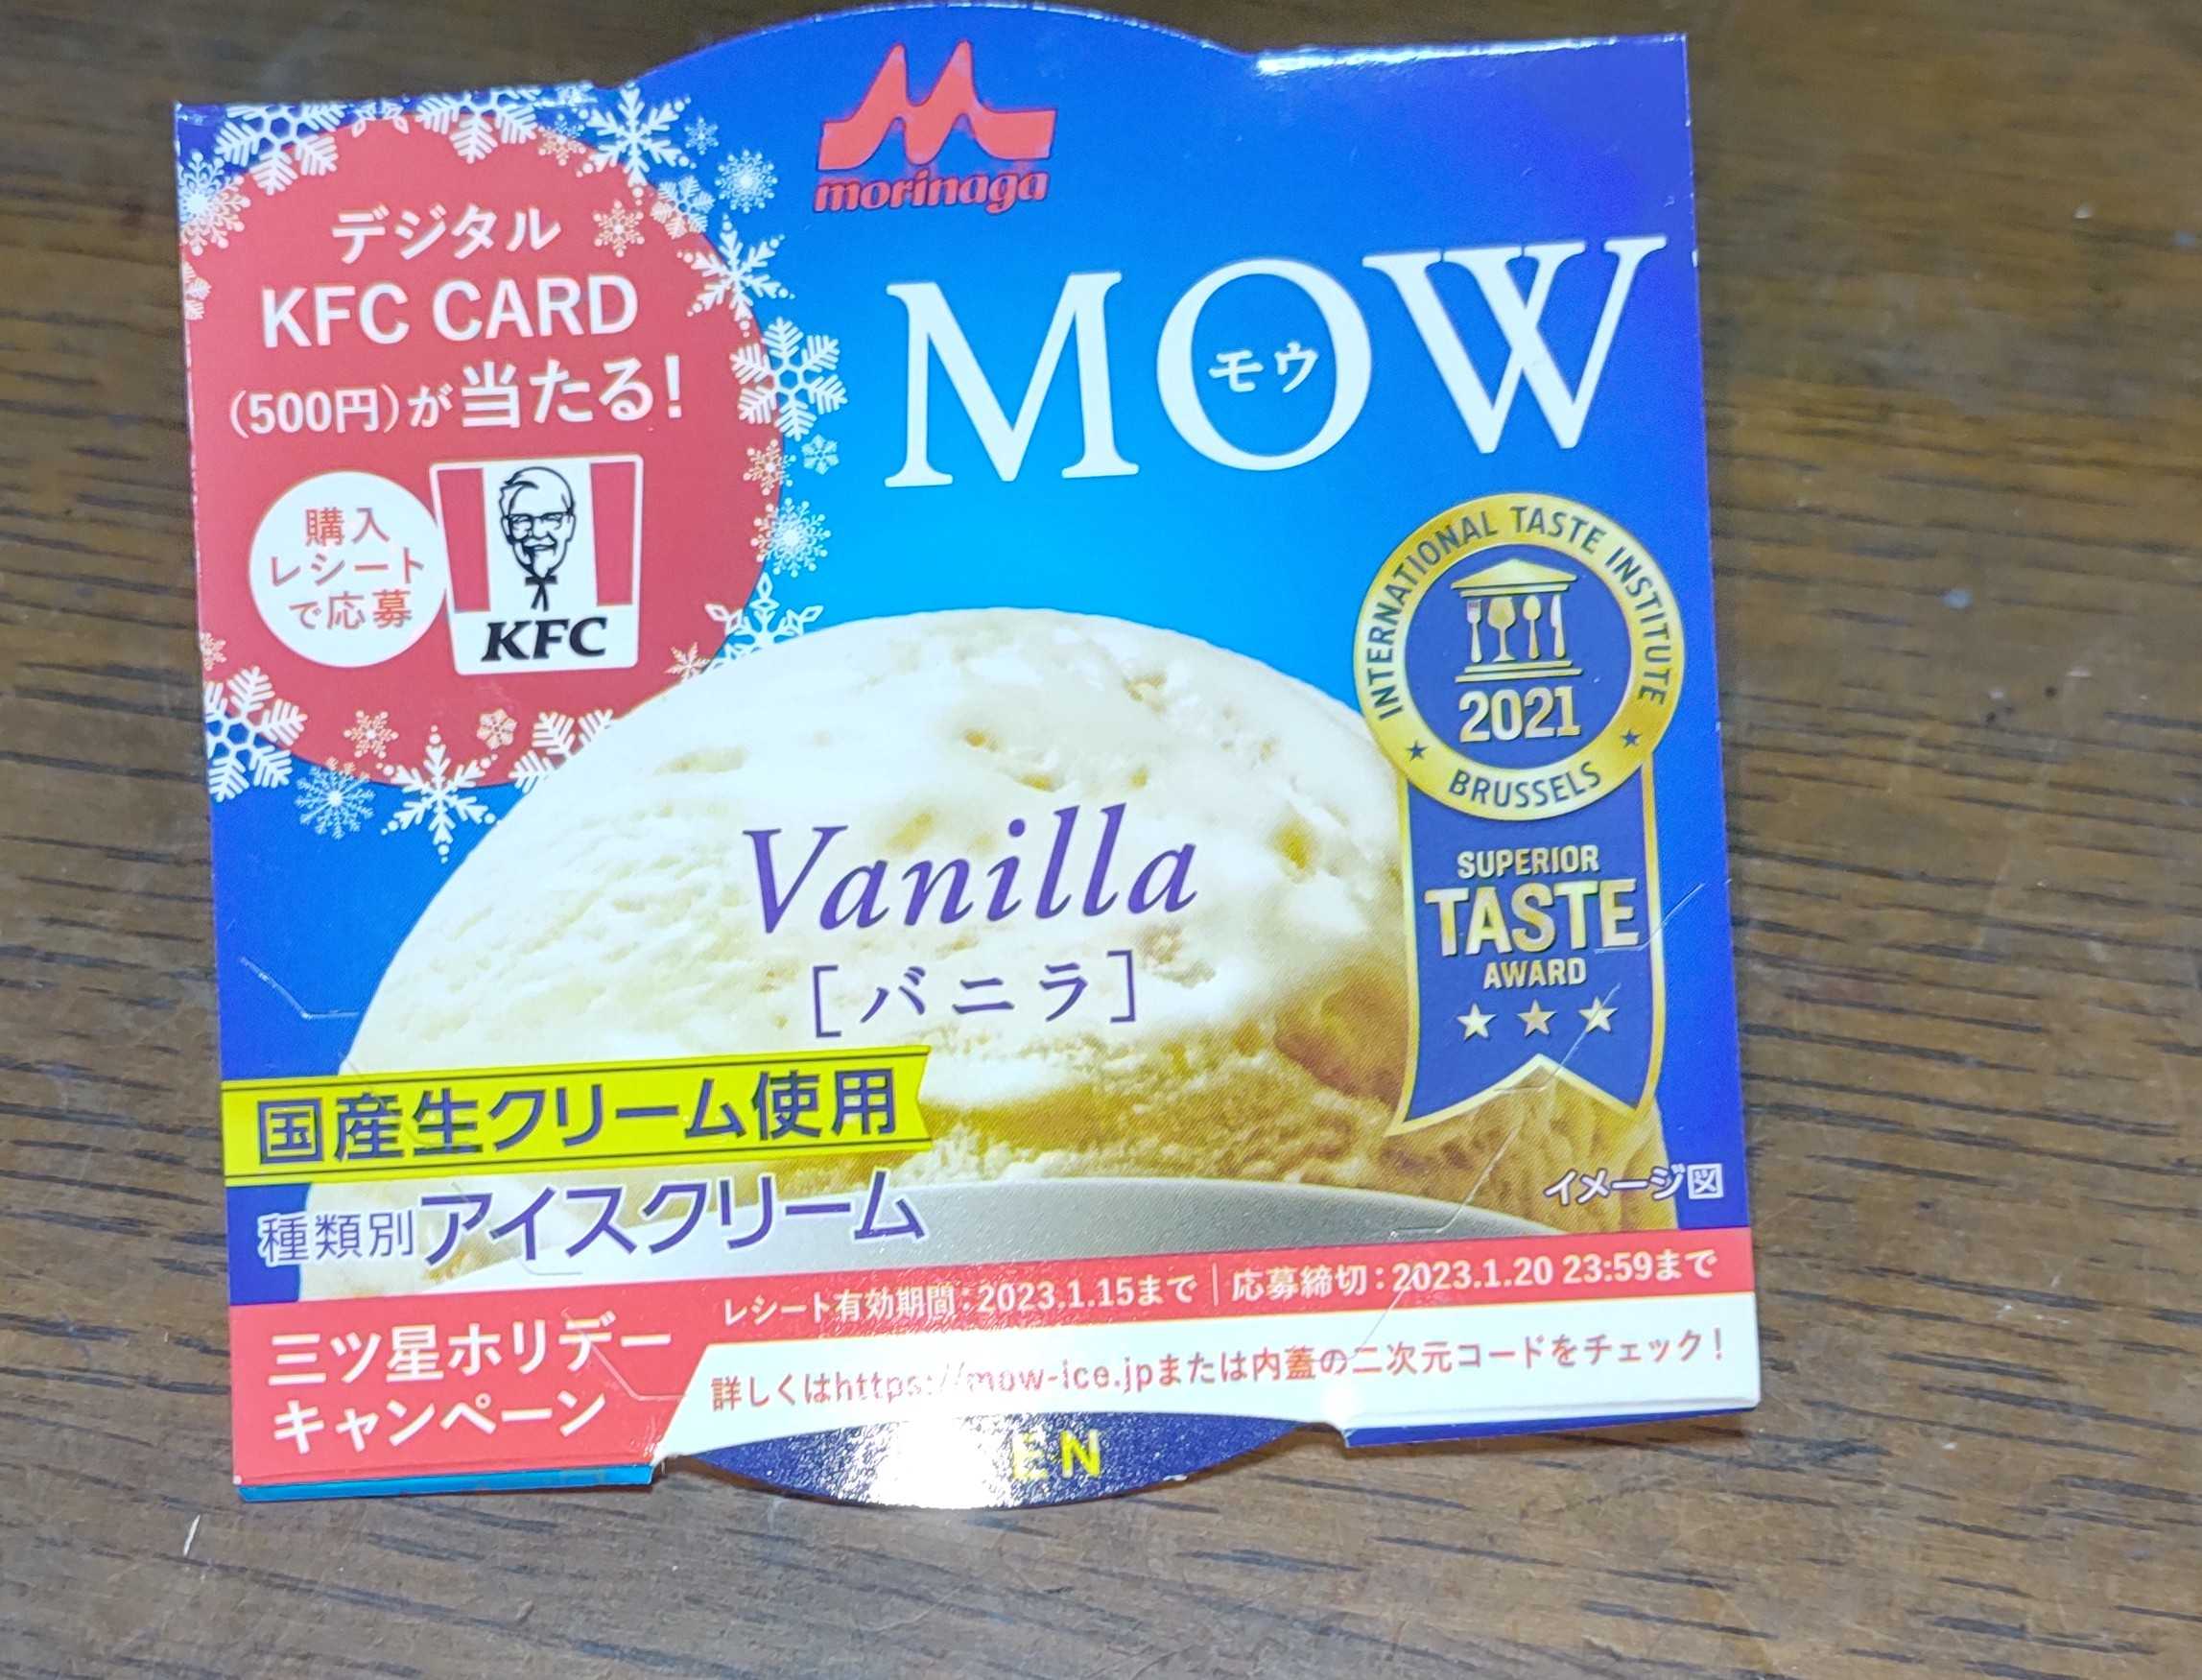 morinaga
デジタル
KFC CARD
(500円)が当たる!
購入
レシート
で応募
KFC
MOW
モウ
INTERNATIONAL TASTE INSTITUTE
2021
★ BRUSSELS ★
SUPERIOR
TASTE
AWARD
★ ★ ★
Vanilla
[バニラ]
国産生クリーム使用
種類別アイスクリーム
イメージ図
三ツ星ホリデー
キャンペーン
レシート有効期間:2023.1.15まで|応募締切:2023.1.20 23:59まで
詳しくはhttps://mow-ice.jpまたは内蓋の二次元コードをチェック!